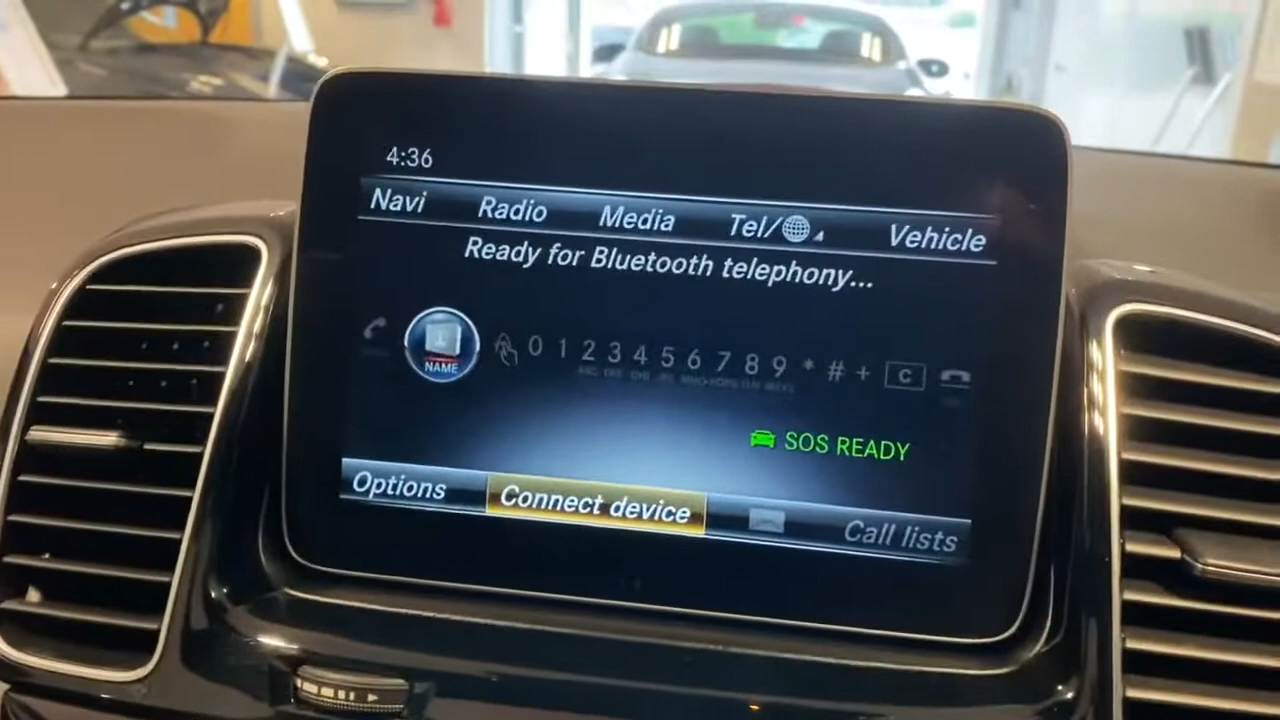 4:36
Navi Radio Media Tel/ Vehicle
Ready for Bluetooth telephony...
NAME 0 1 2 3 4 5 6 7 8 9 * # + C
SOS READY
Options Connect device Call lists